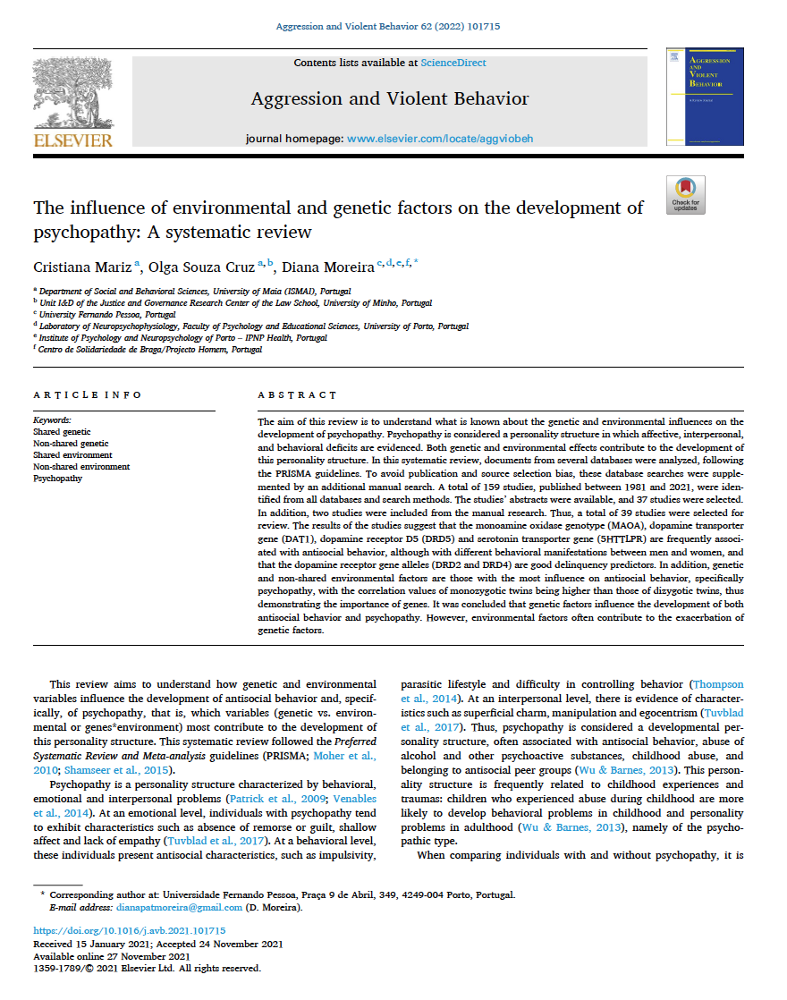 Aggression and Violent Behavior 62 (2022) 101715
Contents lists available at ScienceDirect
Aggression and Violent Behavior
journal homepage: www.elsevier.com/locate/aggviobeh
ELSEVIER
AGGRESSION
AND
VIOLENT
BEHAVIOR
Check for
updates
The influence of environmental and genetic factors on the development of
psychopathy: A systematic review
Cristiana Mariz a, Olga Souza Cruz a,b, Diana Moreira c,d,e,f,*
a Department of Social and Behavioral Sciences, University of Maia (ISMAI), Portugal
b Unit I&D of the Justice and Governance Research Center of the Law School, University of Minho, Portugal
c University Fernando Pessoa, Portugal
d Laboratory of Neuropsychophysiology, Faculty of Psychology and Educational Sciences, University of Porto, Portugal
e Institute of Psychology and Neuropsychology of Porto – IPNP Health, Portugal
f Centro de Solidariedade de Braga/Projecto Homem, Portugal
ARTICLE INFO
Keywords:
Shared genetic
Non-shared genetic
Shared environment
Non-shared environment
Psychopathy
ABSTRACT
The aim of this review is to understand what is known about the genetic and environmental influences on the
development of psychopathy. Psychopathy is considered a personality structure in which affective, interpersonal,
and behavioral deficits are evidenced. Both genetic and environmental effects contribute to the development of
this personality structure. In this systematic review, documents from several databases were analyzed, following
the PRISMA guidelines. To avoid publication and source selection bias, these database searches were supple-
mented by an additional manual search. A total of 159 studies, published between 1981 and 2021, were iden-
tified from all databases and search methods. The studies' abstracts were available, and 37 studies were selected.
In addition, two studies were included from the manual research. Thus, a total of 39 studies were selected for
review. The results of the studies suggest that the monoamine oxidase genotype (MAOA), dopamine transporter
gene (DAT1), dopamine receptor D5 (DRD5) and serotonin transporter gene (5HTTLPR) are frequently associ-
ated with antisocial behavior, although with different behavioral manifestations between men and women, and
that the dopamine receptor gene alleles (DRD2 and DRD4) are good delinquency predictors. In addition, genetic
and non-shared environmental factors are those with the most influence on antisocial behavior, specifically
psychopathy, with the correlation values of monozygotic twins being higher than those of dizygotic twins, thus
demonstrating the importance of genes. It was concluded that genetic factors influence the development of both
antisocial behavior and psychopathy. However, environmental factors often contribute to the exacerbation of
genetic factors.
This review aims to understand how genetic and environmental
variables influence the development of antisocial behavior and, specif-
ically, of psychopathy, that is, which variables (genetic vs. environ-
mental or genes*environment) most contribute to the development of
this personality structure. This systematic review followed the Preferred
Systematic Review and Meta-analysis guidelines (PRISMA; Moher et al.,
2010; Shamseer et al., 2015).
Psychopathy is a personality structure characterized by behavioral,
emotional and interpersonal problems (Patrick et al., 2009; Venables
et al., 2014). At an emotional level, individuals with psychopathy tend
to exhibit characteristics such as absence of remorse or guilt, shallow
affect and lack of empathy (Tuvblad et al., 2017). At a behavioral level,
these individuals present antisocial characteristics, such as impulsivity,
parasitic lifestyle and difficulty in controlling behavior (Thompson
et al., 2014). At an interpersonal level, there is evidence of character-
istics such as superficial charm, manipulation and egocentrism (Tuvblad
et al., 2017). Thus, psychopathy is considered a developmental per-
sonality structure, often associated with antisocial behavior, abuse of
alcohol and other psychoactive substances, childhood abuse, and
belonging to antisocial peer groups (Wu & Barnes, 2013). This person-
ality structure is frequently related to childhood experiences and
traumas: children who experienced abuse during childhood are more
likely to develop behavioral problems in childhood and personality
problems in adulthood (Wu & Barnes, 2013), namely of the psycho-
pathic type.
When comparing individuals with and without psychopathy, it is
* Corresponding author at: Universidade Fernando Pessoa, Praça 9 de Abril, 349, 4249-004 Porto, Portugal.
E-mail address: dianapatmoreira@gmail.com (D. Moreira).
https://doi.org/10.1016/j.avb.2021.101715
Received 15 January 2021; Accepted 24 November 2021
Available online 27 November 2021
1359-1789/© 2021 Elsevier Ltd. All rights reserved.